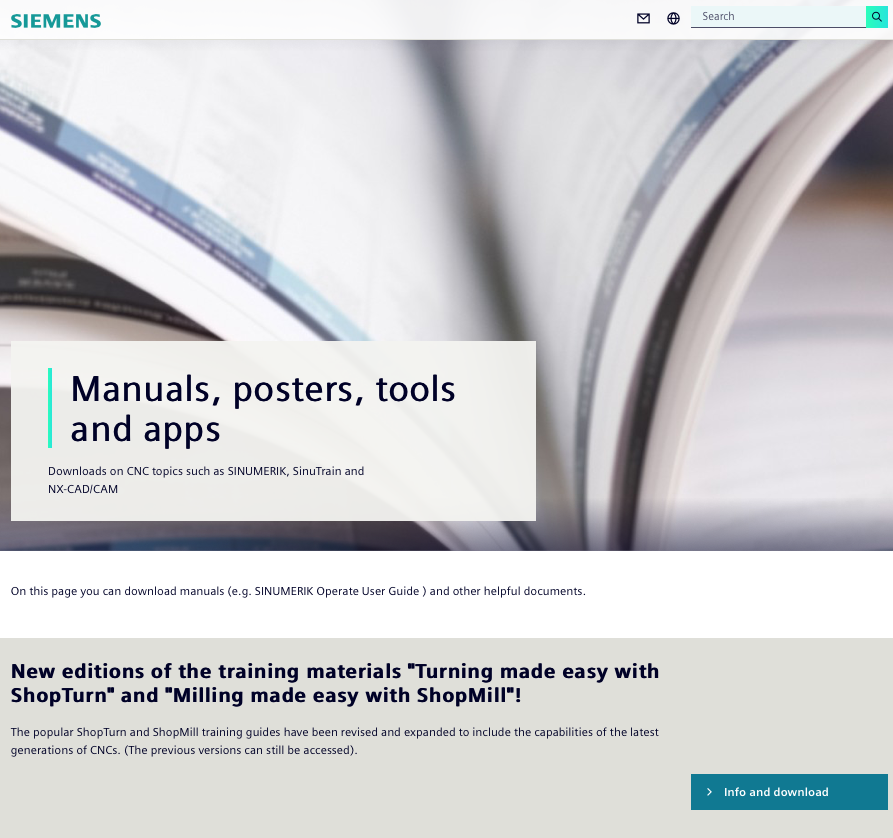 SIEMENS
Search
Manuals, posters, tools
and apps
Downloads on CNC topics such as SINUMERIK, SinuTrain and
NX-CAD/CAM
On this page you can download manuals (e.g. SINUMERIK Operate User Guide ) and other helpful documents.
New editions of the training materials "Turning made easy with
ShopTurn" and "Milling made easy with ShopMill"!
The popular ShopTurn and ShopMill training guides have been revised and expanded to include the capabilities of the latest
generations of CNCs. (The previous versions can still be accessed).
Info and download